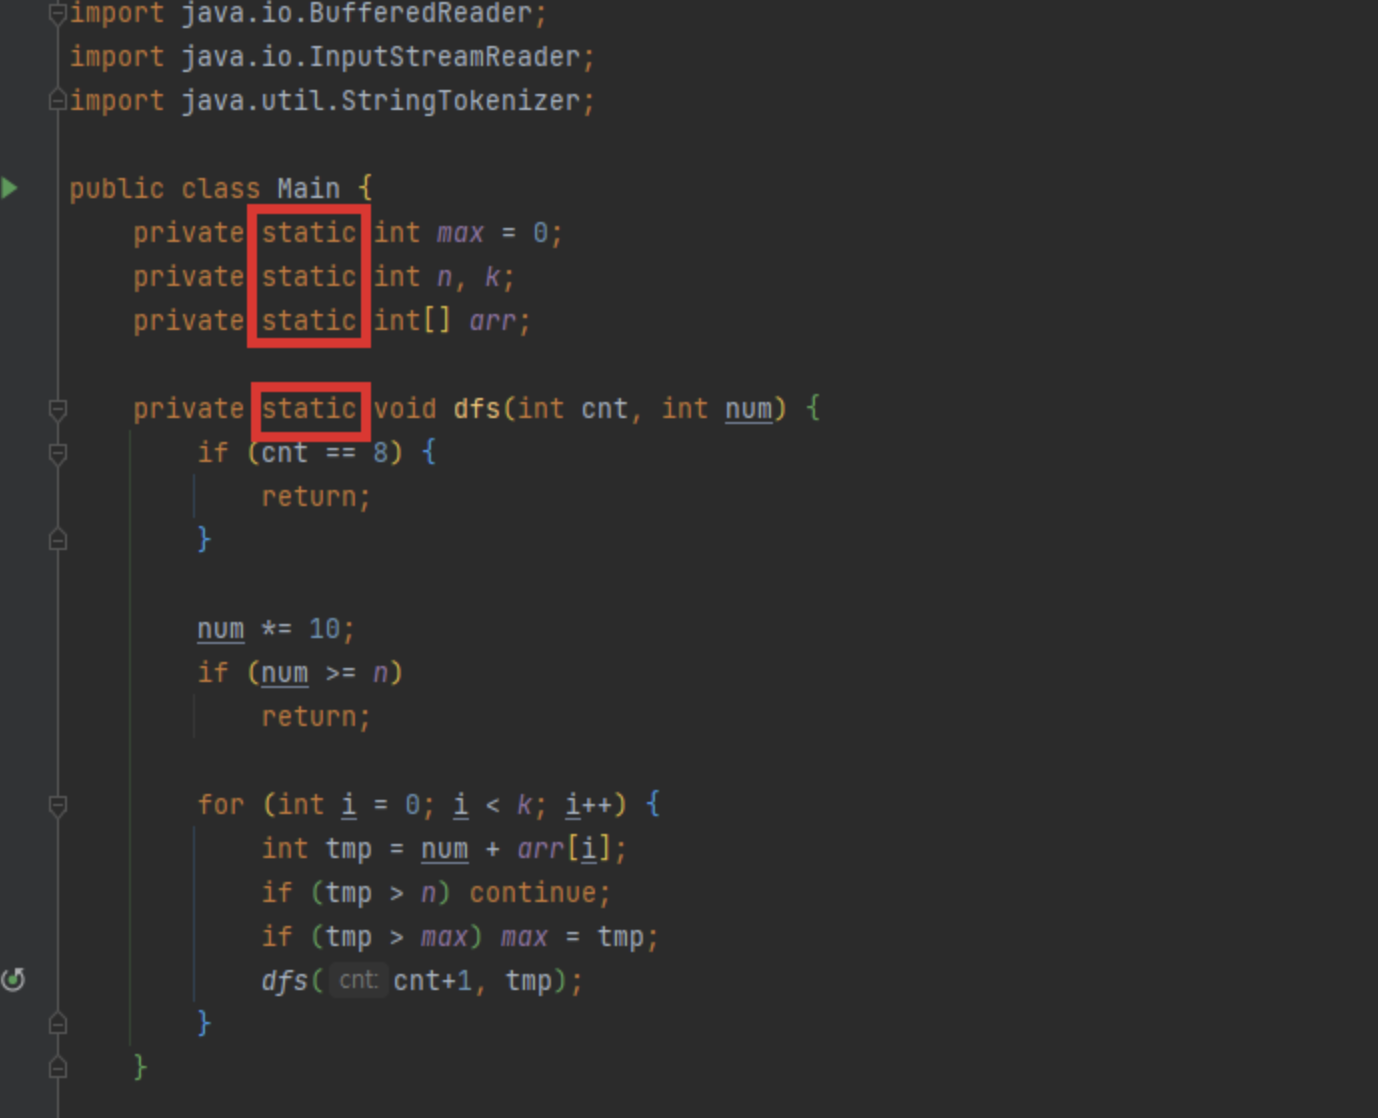 import java.io.BufferedReader;
import java.io.InputStreamReader;
import java.util.StringTokenizer;
public class Main {
private static int max = 0;
private static int n, k;
private static int[] arr;
private static void dfs(int cnt, int num) {
if (cnt == 8) {
return;
}
num *= 10;
if (num >= n)
return;
for (int i = 0; i < k; i++) {
int tmp = num + arr[i];
if (tmp > n) continue;
if (tmp > max) max = tmp;
dfs( cnt: cnt+1, tmp);
}
}